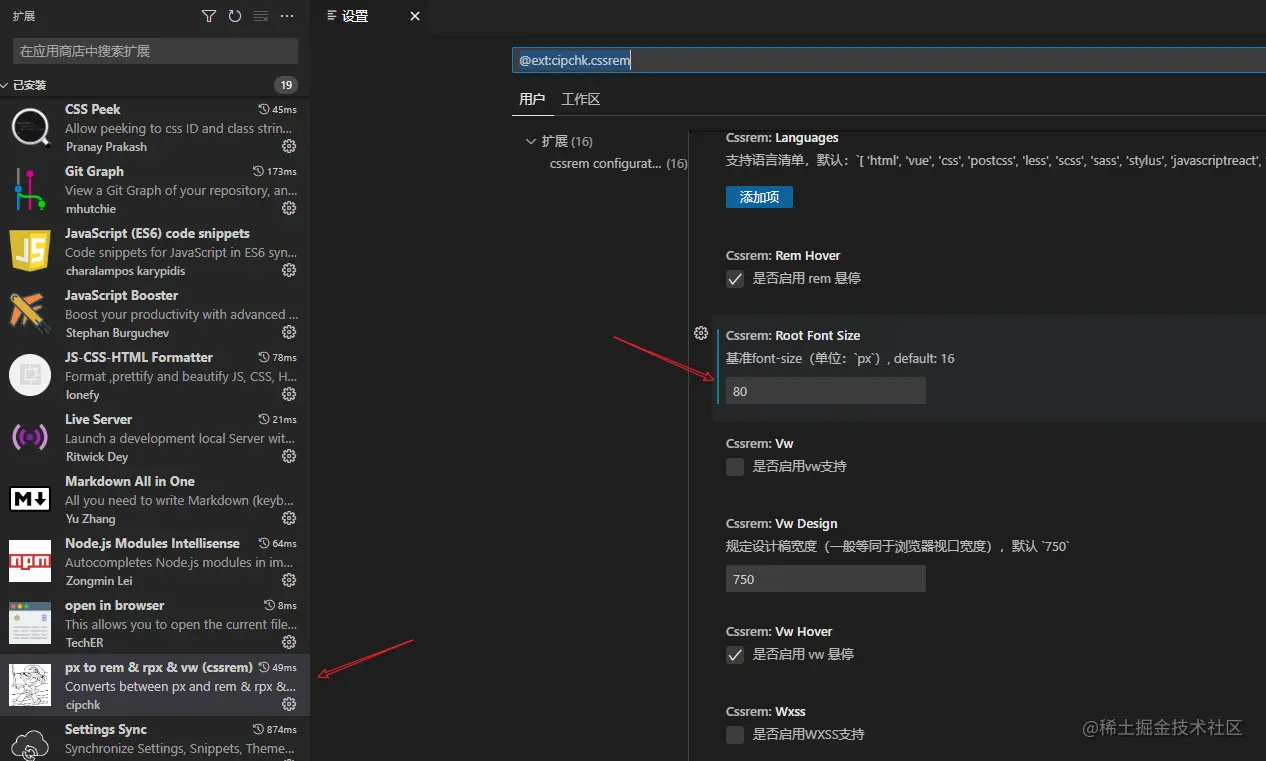 扩展
在应用商店中搜索扩展
已安装
19
CSS Peek
45ms
Allow peeking to css ID and class strin...
Pranay Prakash
Git Graph
173ms
View a Git Graph of your repository, an...
mhutchie
JS
JavaScript (ES6) code snippets
Code snippets for JavaScript in ES6 syn...
charalampos karypidis
JavaScript Booster
Boost your productivity with advanced ...
Stephan Burguchev
JS-CSS-HTML Formatter
78ms
Format ,prettify and beautify JS, CSS, H...
lonefy
Live Server
21ms
Launch a development local Server wit...
Ritwick Dey
M
Markdown All in One
All you need to write Markdown (keyb...
Yu Zhang
npm
Node.js Modules Intellisense
64ms
Autocompletes Node.js modules in im...
Zongmin Lei
open in browser
8ms
This allows you to open the current file...
TechER
px to rem & rpx & vw (cssrem)
49ms
Converts between px and rem & rpx &...
cipchk
Settings Sync
874ms
Synchronize Settings, Snippets, Theme...
设置
@ext:cipchk.cssrem
用户 工作区
扩展 (16)
cssrem configurat... (16)
Cssrem: Languages
支持语言清单，默认：`[ 'html', 'vue', 'css', 'postcss', 'less', 'scss', 'sass', 'stylus', 'javascriptreact', '
添加项
Cssrem: Rem Hover
是否启用 rem 悬停
Cssrem: Root Font Size
基准font-size（单位：`px`）, default: 16
80
Cssrem: Vw
是否启用vw支持
Cssrem: Vw Design
规定设计稿宽度（一般等同于浏览器视口宽度），默认 `750`
750
Cssrem: Vw Hover
是否启用 vw 悬停
Cssrem: Wxss
是否启用WXSS支持
@稀土掘金技术社区